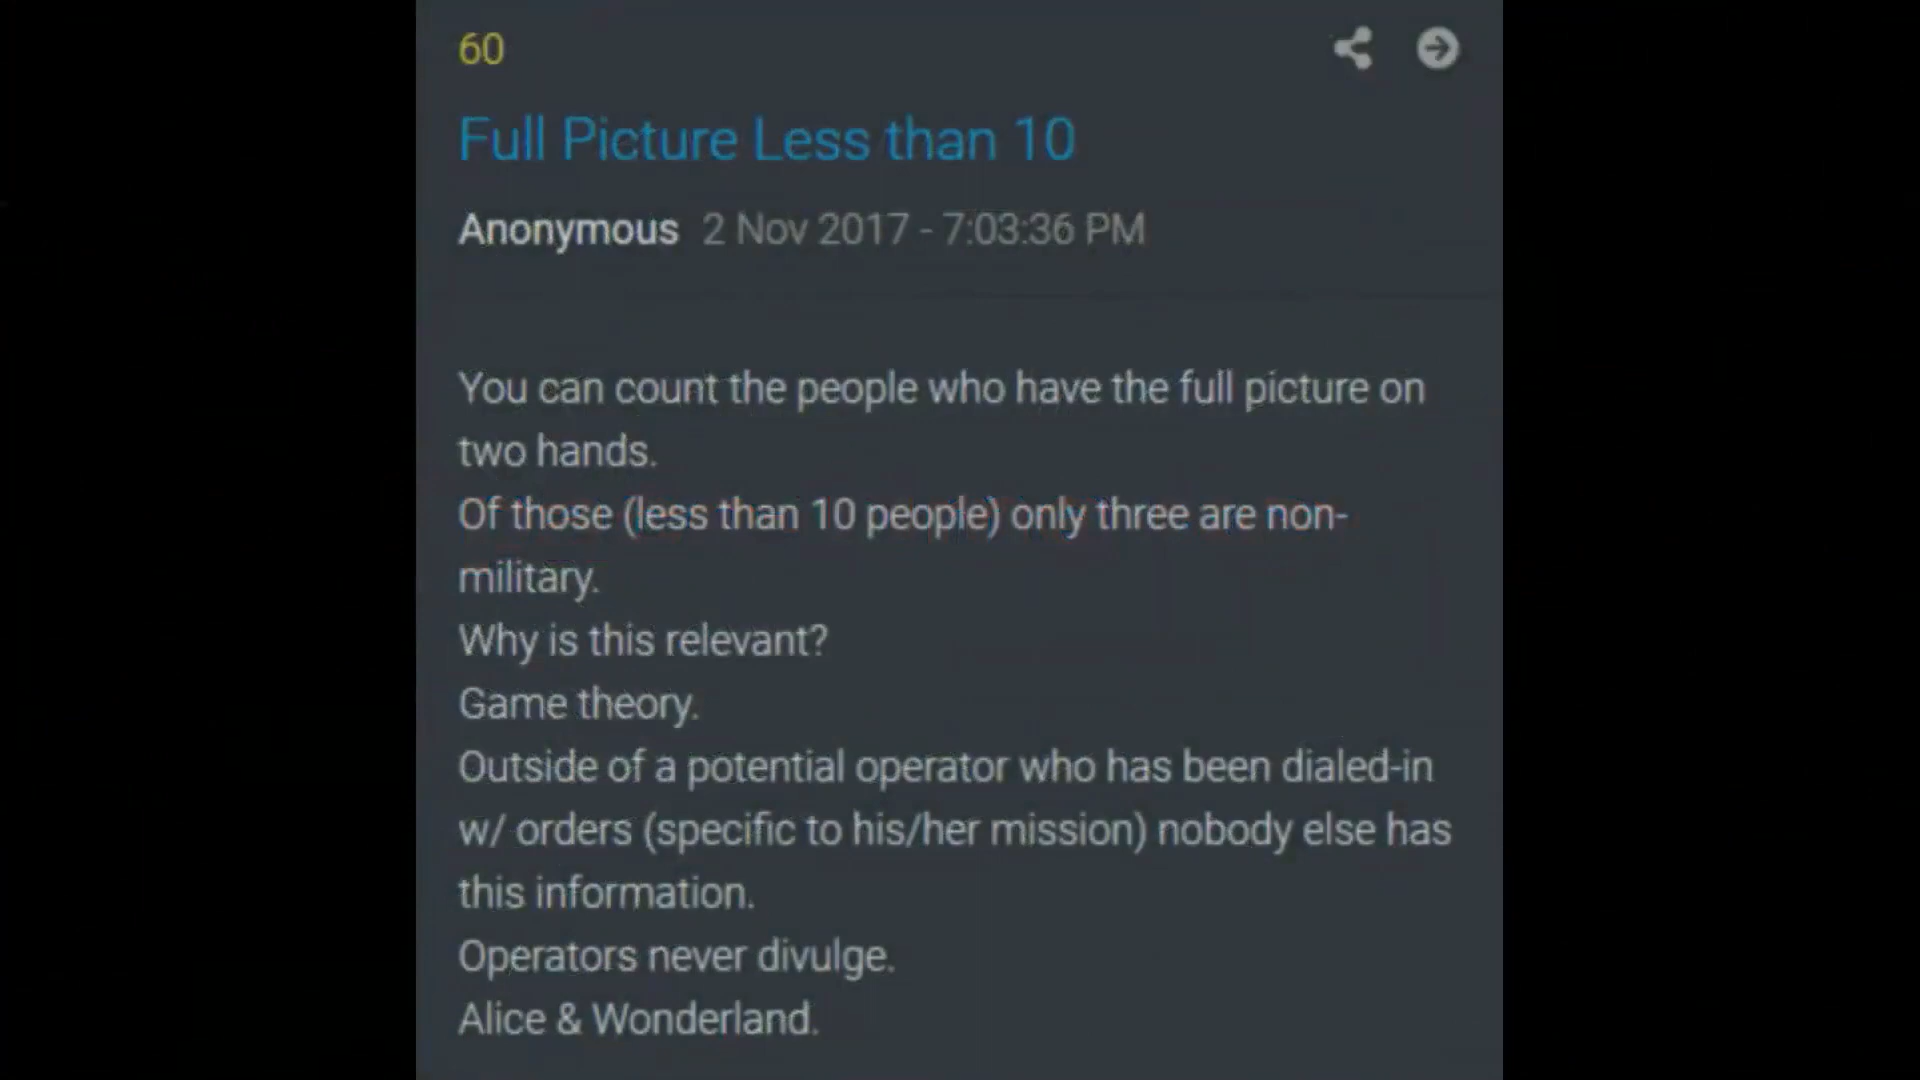 60
Full Picture Less than 10
Anonymous 2 Nov 2017 - 7:03:36 PM
You can count the people who have the full picture on
two hands.
Of those (less than 10 people) only three are non-
military.
Why is this relevant?
Game theory.
Outside of a potential operator who has been dialed-in
w/ orders (specific to his/her mission) nobody else has
this information.
Operators never divulge.
Alice & Wonderland.